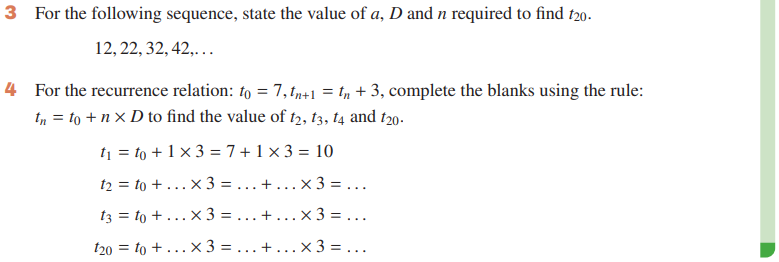 3 For the following sequence, state the value of a, D and n required to find t₂₀.
12, 22, 32, 42,...
4 For the recurrence relation: t₀ = 7, tₙ₊₁ = tₙ + 3, complete the blanks using the rule:
tₙ = t₀ + n × D to find the value of t₂, t₃, t₄ and t₂₀.
t₁ = t₀ + 1 × 3 = 7 + 1 × 3 = 10
t₂ = t₀ + ... × 3 = ... + ... × 3 = ...
t₃ = t₀ + ... × 3 = ... + ... × 3 = ...
t₂₀ = t₀ + ... × 3 = ... + ... × 3 = ...